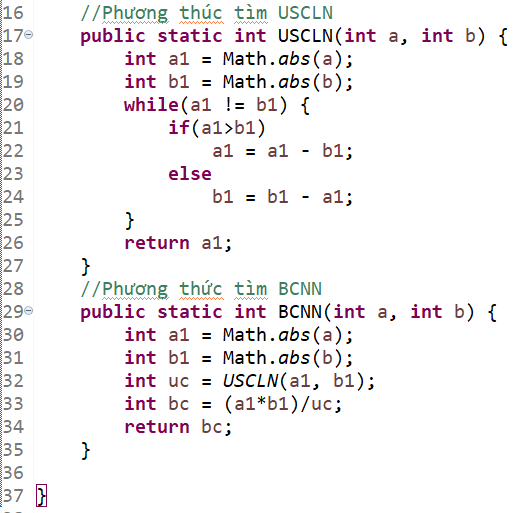 16 //Phương thức tìm USCLN
17 public static int USCLN(int a, int b) {
18 int a1 = Math.abs(a);
19 int b1 = Math.abs(b);
20 while(a1 != b1) {
21 if(a1>b1)
22 a1 = a1 - b1;
23 else
24 b1 = b1 - a1;
25 }
26 return a1;
27 }
28 //Phương thức tìm BCNN
29 public static int BCNN(int a, int b) {
30 int a1 = Math.abs(a);
31 int b1 = Math.abs(b);
32 int uc = USCLN(a1, b1);
33 int bc = (a1*b1)/uc;
34 return bc;
35 }
36
37 }